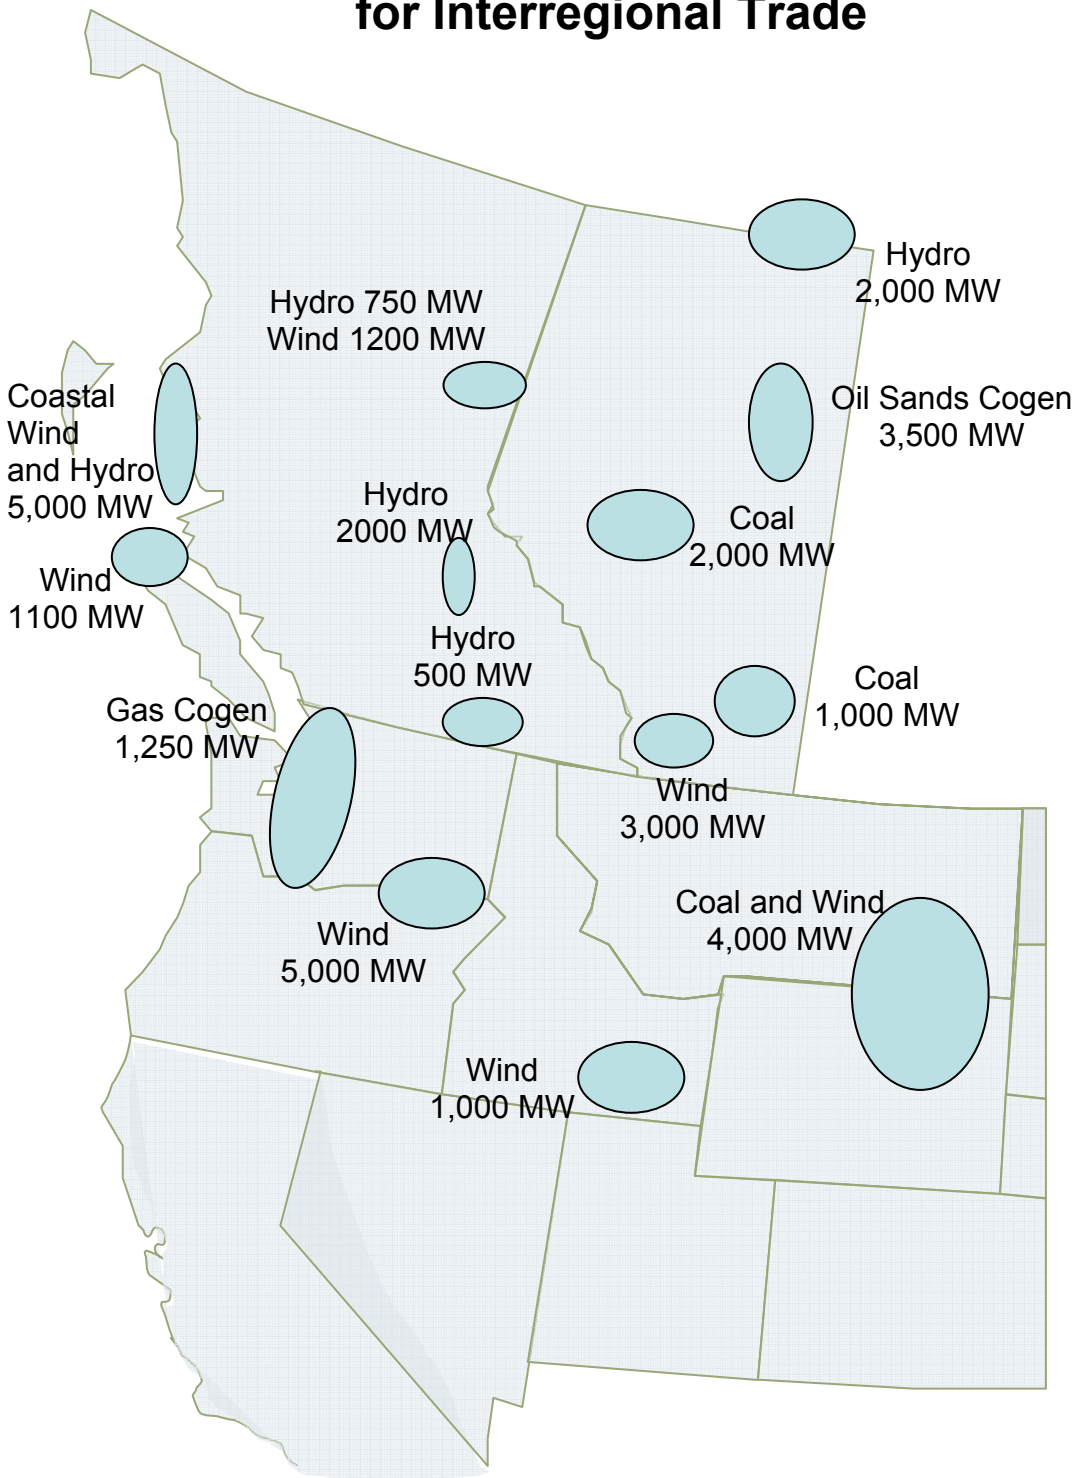 for Interregional Trade
Hydro
2,000 MW
Hydro 750 MW
Wind 1200 MW
Coastal
Wind
and Hydro
5,000 MW
Oil Sands Cogen
3,500 MW
Hydro
2000 MW
Coal
2,000 MW
Wind
1100 MW
Hydro
500 MW
Coal
1,000 MW
Gas Cogen
1,250 MW
Wind
3,000 MW
Coal and Wind
4,000 MW
Wind
5,000 MW
Wind
1,000 MW